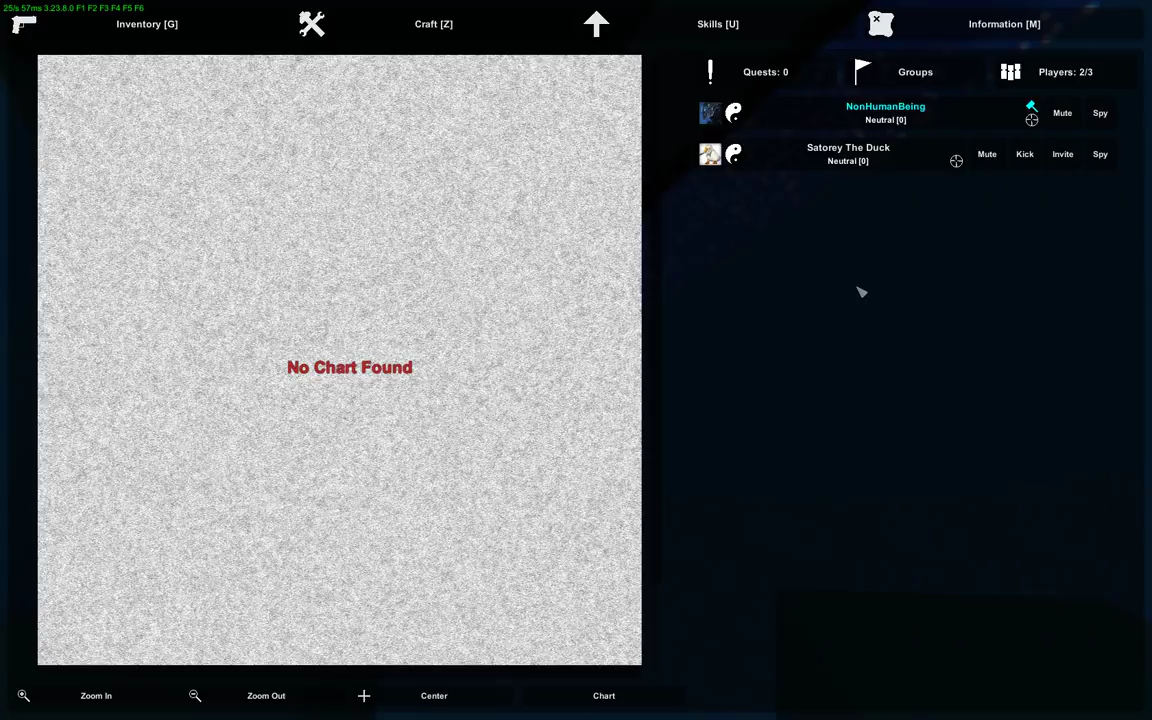 25/s 57ms 3.23.8.0 F1 F2 F3 F4 F5 F6
Inventory [G]
Craft [Z]
Skills [U]
Information [M]
Quests: 0
Groups
Players: 2/3
NonHumanBeing
Neutral [0]
Mute
Spy
Satorey The Duck
Neutral [0]
Mute
Kick
Invite
Spy
No Chart Found
Zoom In
Zoom Out
Center
Chart